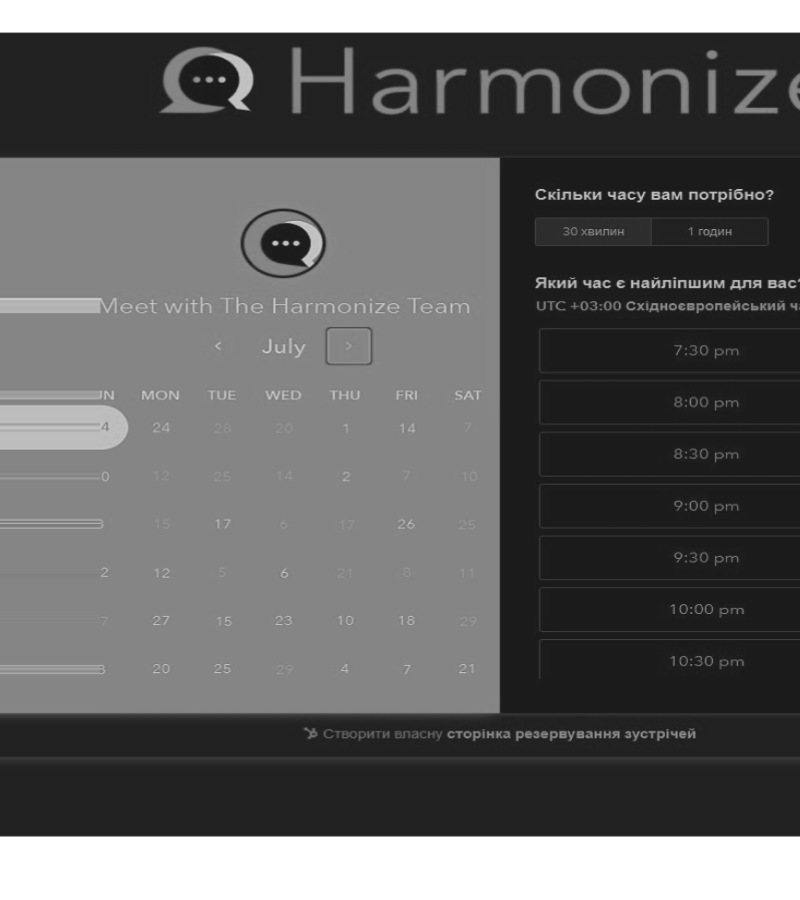 Harmonize
Meet with The Harmonize Team
‹ July ›
UN MON TUE WED THU FRI SAT
4 24 28 20 1 14 7
0 12 25 14 2 7 10
15 17 6 17 26 25
2 12 5 6 21 8 11
7 27 15 23 10 18 29
20 25 29 4 7 21
Скільки часу вам потрібно?
30 хвилин 1 годин
Який час є найліпшим для вас?
UTC +03:00 Східноєвропейський ча
7:30 pm
8:00 pm
8:30 pm
9:00 pm
9:30 pm
10:00 pm
10:30 pm
Створити власну сторінка резервування зустрічей